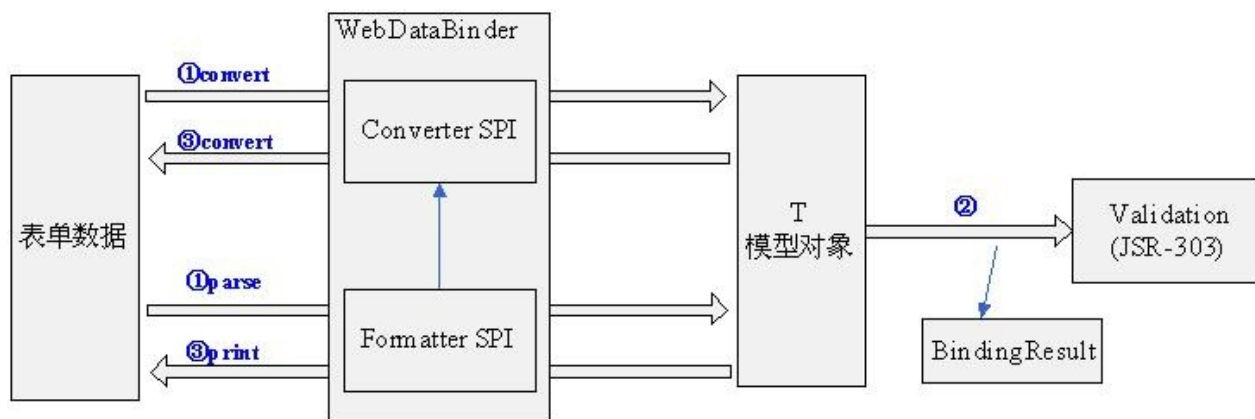 WebDataBinder
①convert
Converter SPI
③convert
表单数据
T
模型对象
②
Validation
(JSR-303)
①parse
Formatter SPI
③print
BindingResult